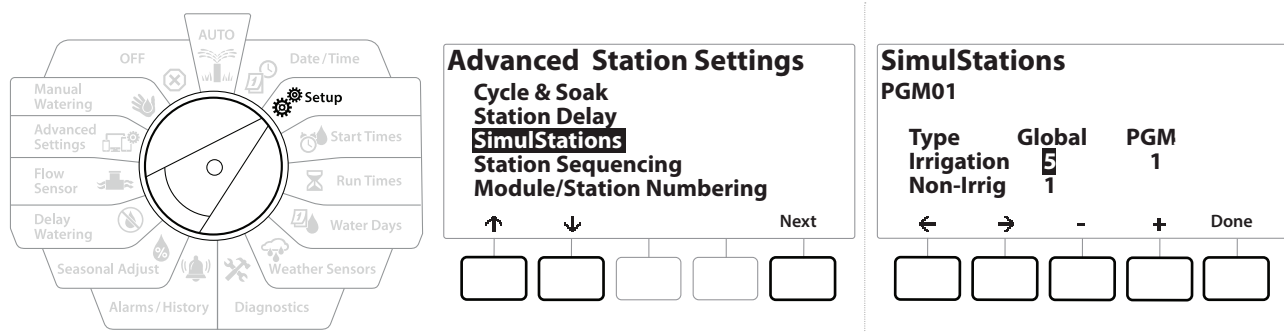 AUTO
OFF
Date / Time
Manual
Watering
Setup
Advanced
Settings
Start Times
Flow
Sensor
Run Times
Delay
Watering
Water Days
Seasonal Adjust
Weather Sensors
Alarms / History
Diagnostics
Advanced Station Settings
Cycle & Soak
Station Delay
SimulStations
Station Sequencing
Module/Station Numbering
↑ ↓ Next
SimulStations
PGM01
Type Global PGM
Irrigation 5 1
Non-Irrig 1
← → - + Done